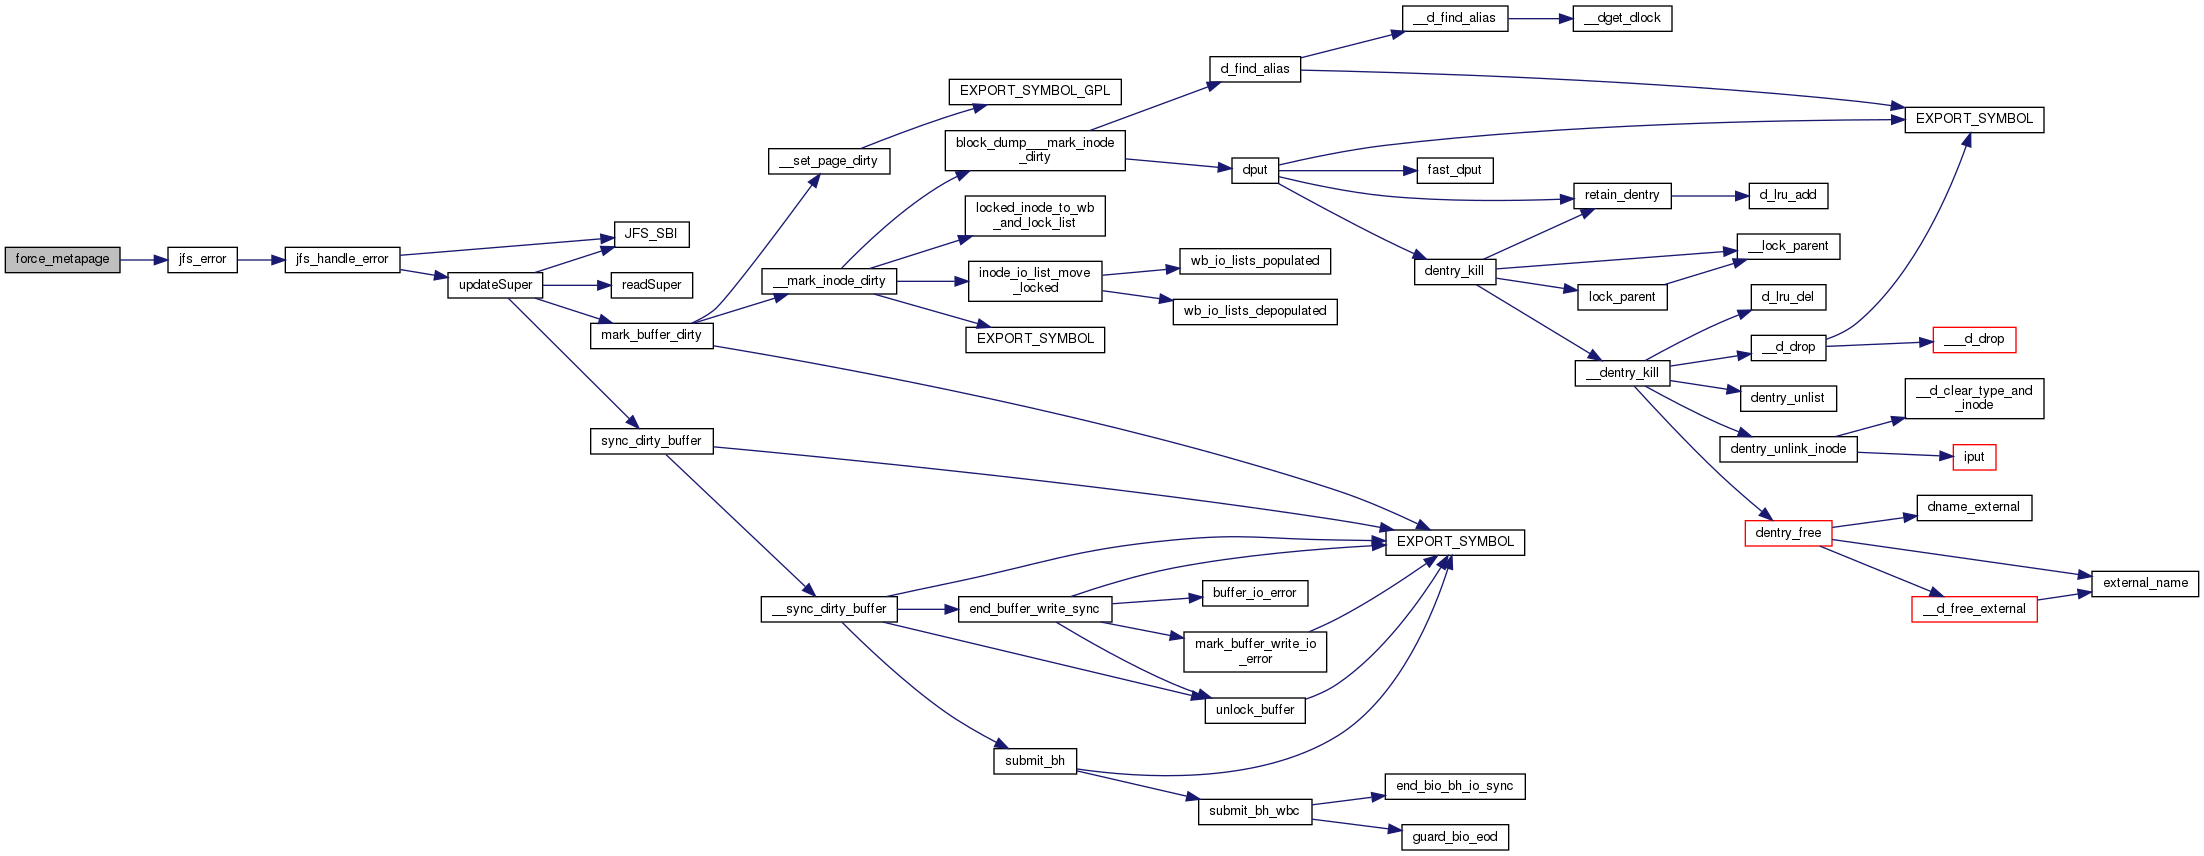 force_metapage
jfs_error
jfs_handle_error
JFS_SBI
updateSuper
readSuper
mark_buffer_dirty
sync_dirty_buffer
__set_page_dirty
EXPORT_SYMBOL_GPL
__mark_inode_dirty
block_dump___mark_inode
_dirty
locked_inode_to_wb
_and_lock_list
inode_io_list_move
_locked
EXPORT_SYMBOL
wb_io_lists_populated
wb_io_lists_depopulated
d_find_alias
__d_find_alias
__dget_dlock
EXPORT_SYMBOL
dput
fast_dput
retain_dentry
d_lru_add
dentry_kill
__lock_parent
lock_parent
__dentry_kill
d_lru_del
__d_drop
___d_drop
dentry_unlist
dentry_unlink_inode
__d_clear_type_and
_inode
iput
dentry_free
dname_external
external_name
__d_free_external
EXPORT_SYMBOL
__sync_dirty_buffer
end_buffer_write_sync
buffer_io_error
mark_buffer_write_io
_error
unlock_buffer
submit_bh
submit_bh_wbc
end_bio_bh_io_sync
guard_bio_eod